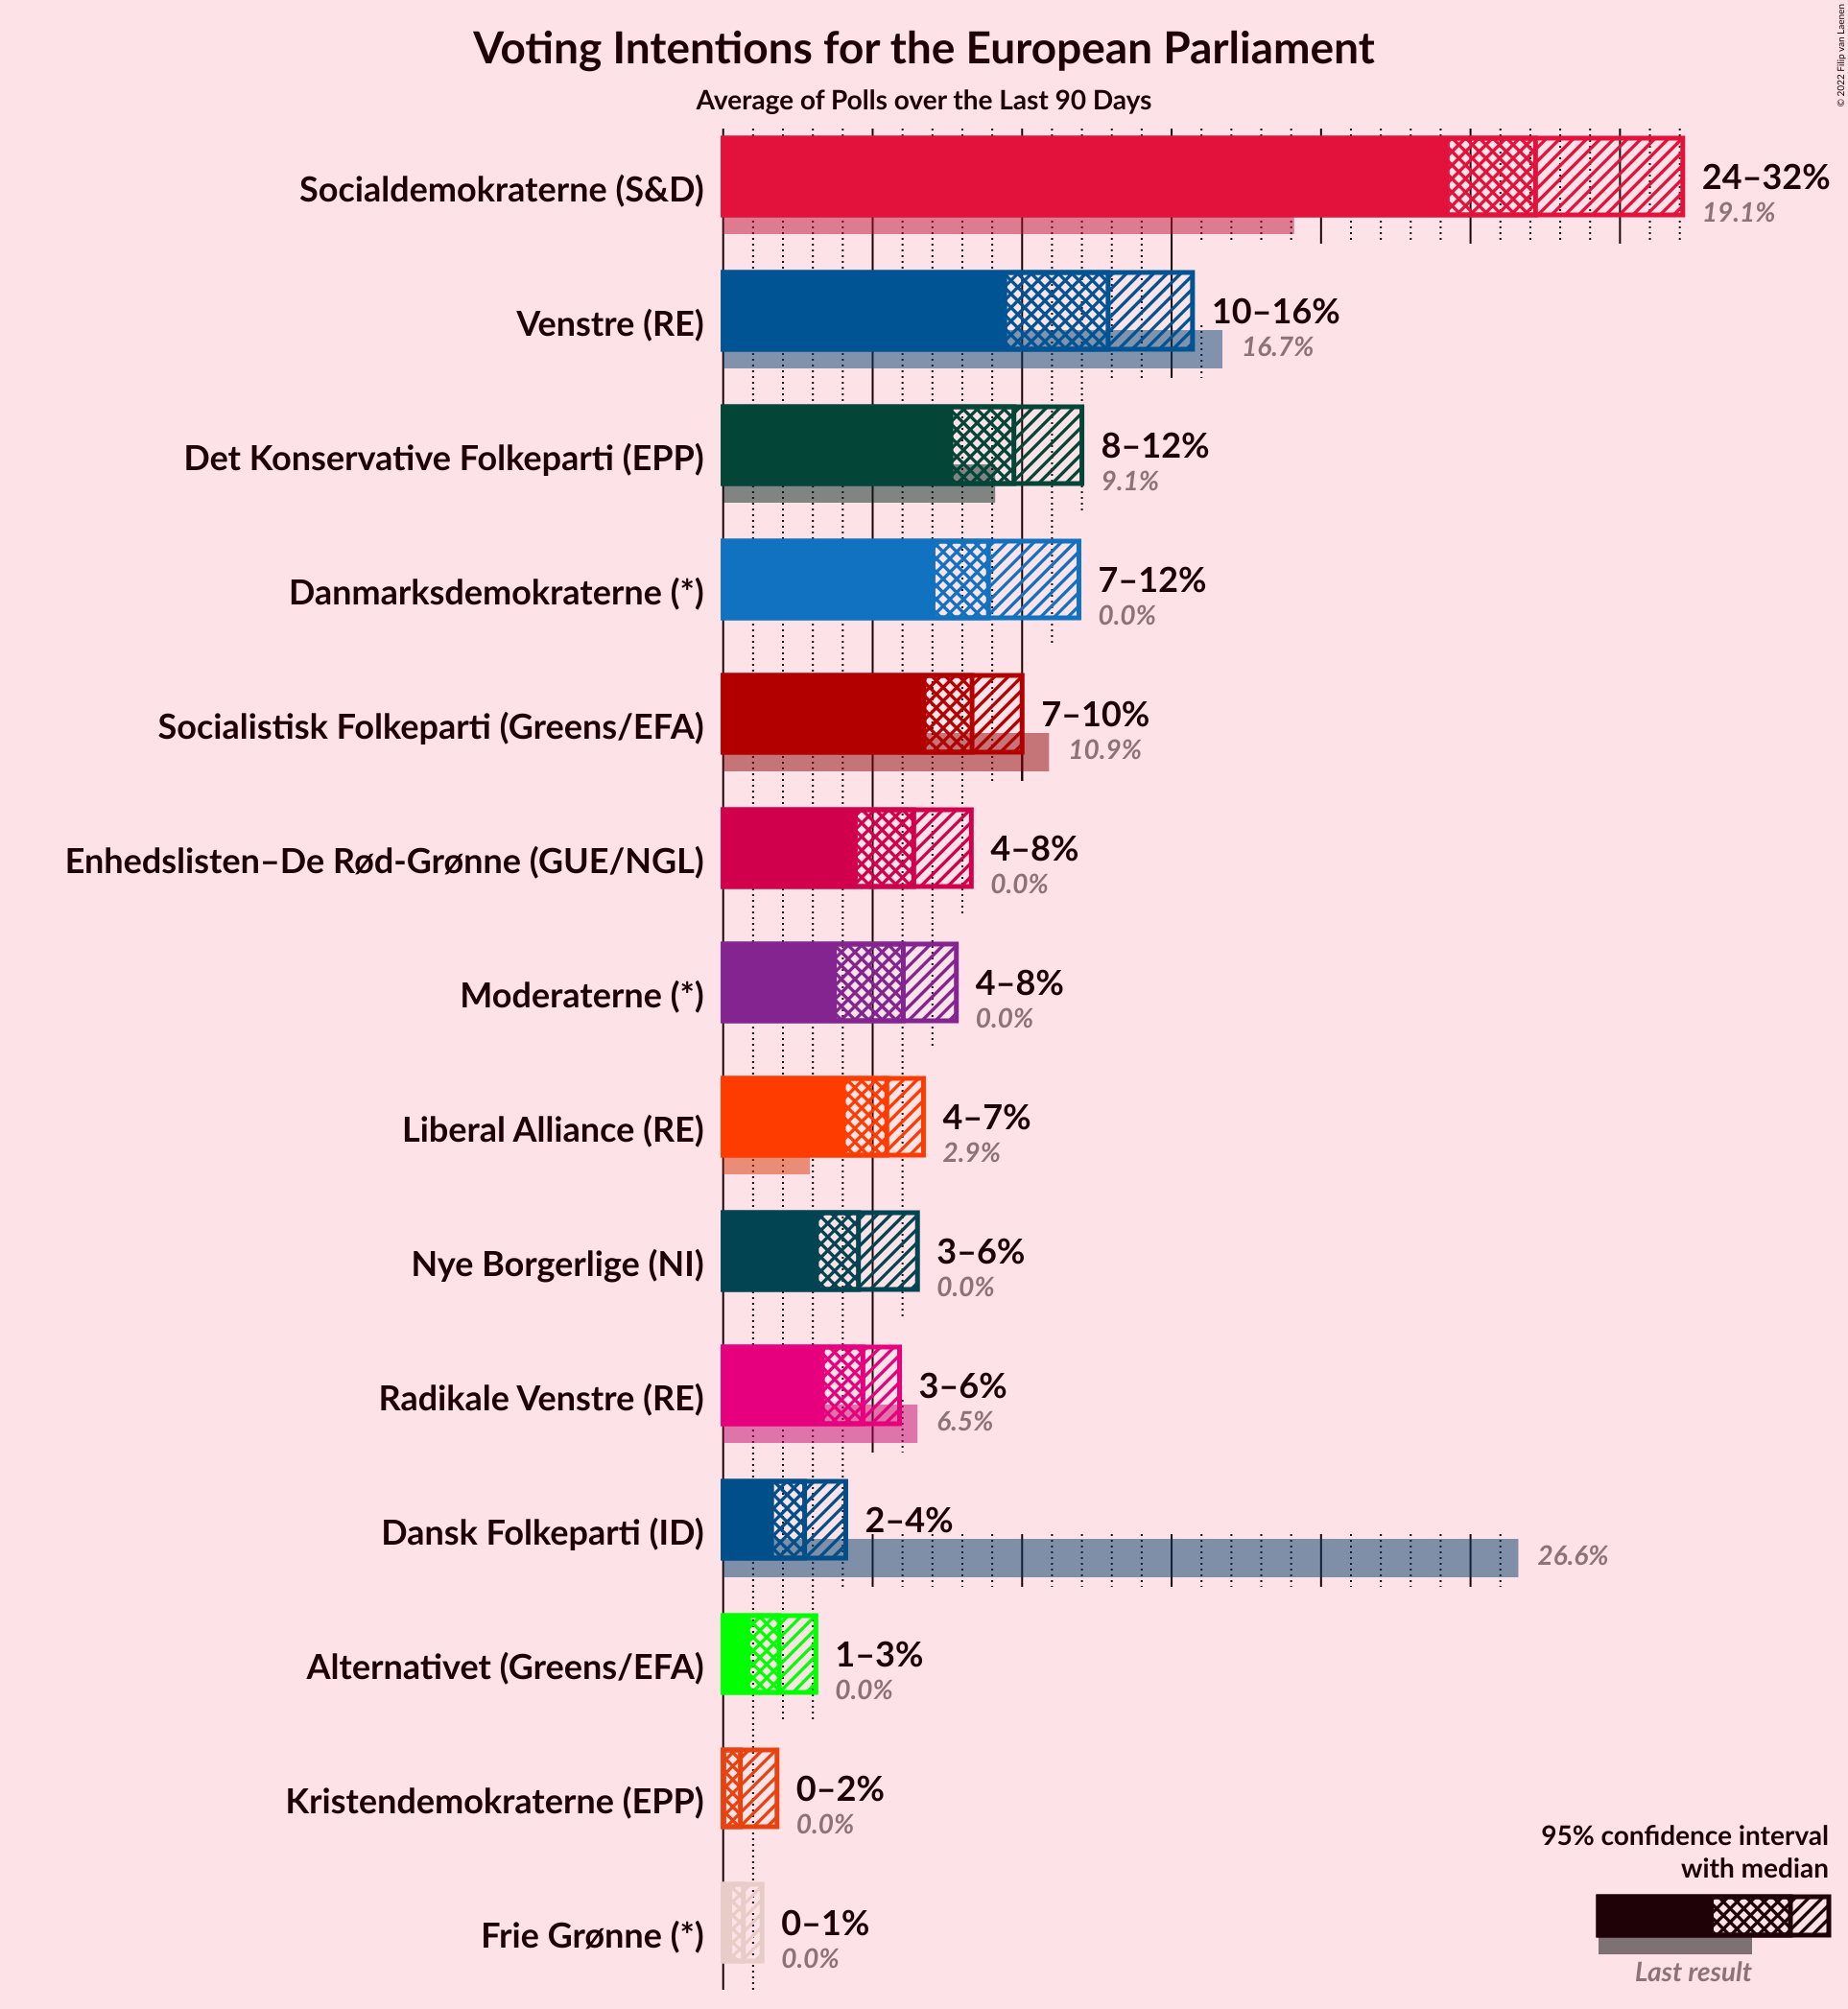 © 2022 Filip van Laenen
Voting Intentions for the European Parliament
Average of Polls over the Last 90 Days
Socialdemokraterne (S&D)
24–32%
19.1%
Venstre (RE)
10–16%
16.7%
Det Konservative Folkeparti (EPP)
8–12%
9.1%
Danmarksdemokraterne (*)
7–12%
0.0%
Socialistisk Folkeparti (Greens/EFA)
7–10%
10.9%
Enhedslisten–De Rød-Grønne (GUE/NGL)
4–8%
0.0%
Moderaterne (*)
4–8%
0.0%
Liberal Alliance (RE)
4–7%
2.9%
Nye Borgerlige (NI)
3–6%
0.0%
Radikale Venstre (RE)
3–6%
6.5%
Dansk Folkeparti (ID)
2–4%
26.6%
Alternativet (Greens/EFA)
1–3%
0.0%
Kristendemokraterne (EPP)
0–2%
0.0%
Frie Grønne (*)
0–1%
0.0%
95% confidence interval
with median
Last result